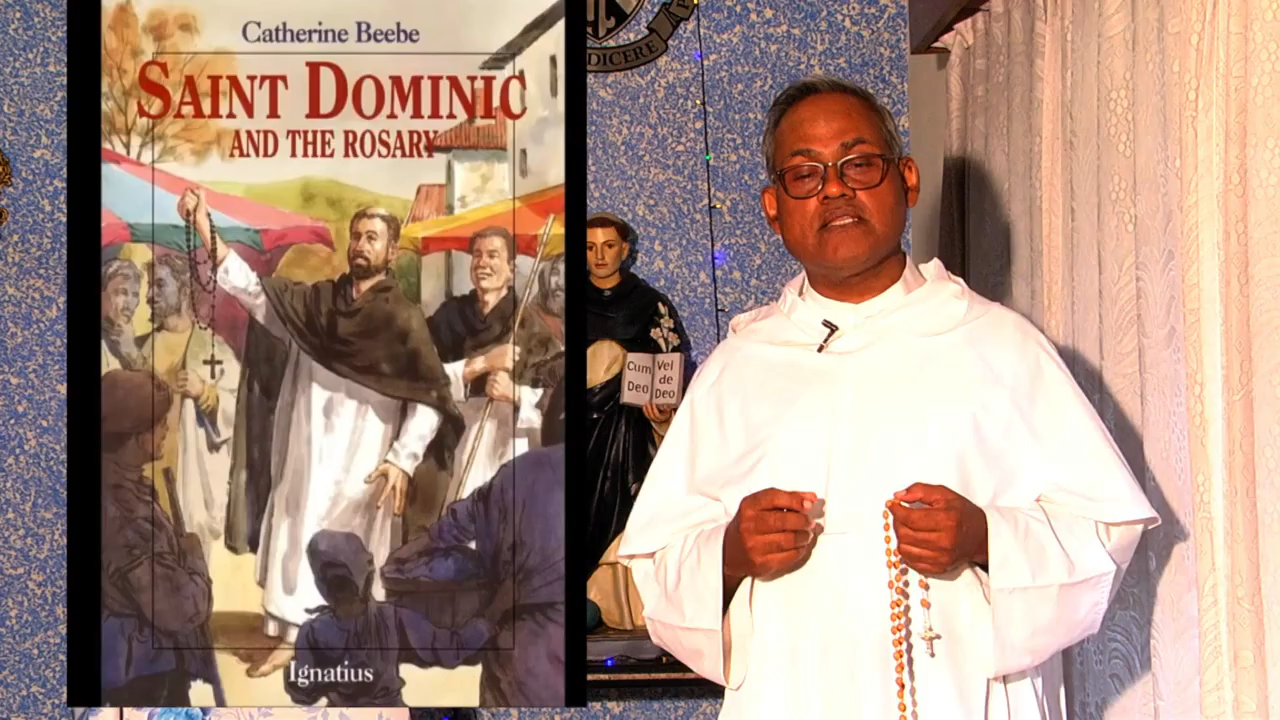 Catherine Beebe
SAINT DOMINIC
AND THE ROSARY
Ignatius
DICERE
Cum
Deo
Vel
de
Deo